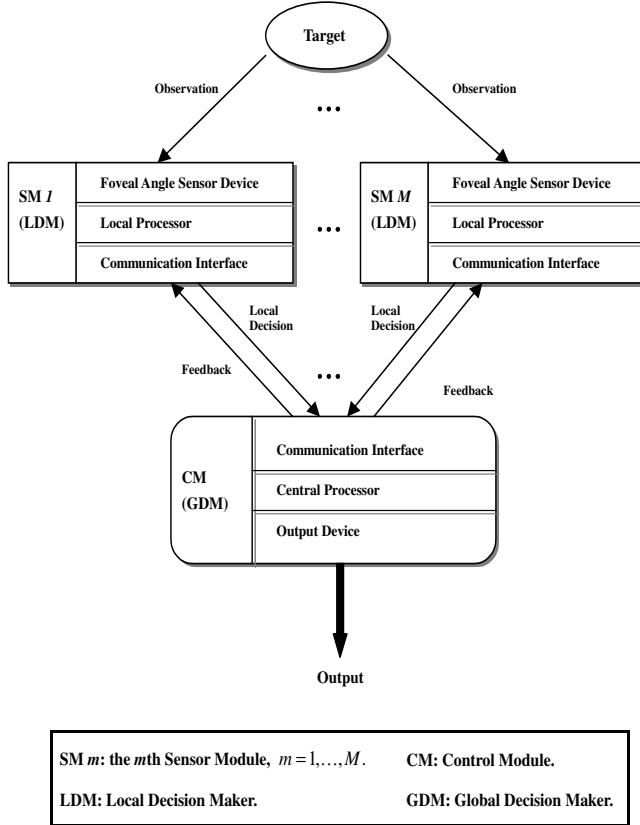 Target
Observation
Observation
...
SM 1
(LDM)
Foveal Angle Sensor Device
Local Processor
Communication Interface
...
SM M
(LDM)
Foveal Angle Sensor Device
Local Processor
Communication Interface
Local
Decision
Local
Decision
Feedback
...
Feedback
CM
(GDM)
Communication Interface
Central Processor
Output Device
Output
SM m: the mth Sensor Module, m = 1,…,M.
CM: Control Module.
LDM: Local Decision Maker.
GDM: Global Decision Maker.